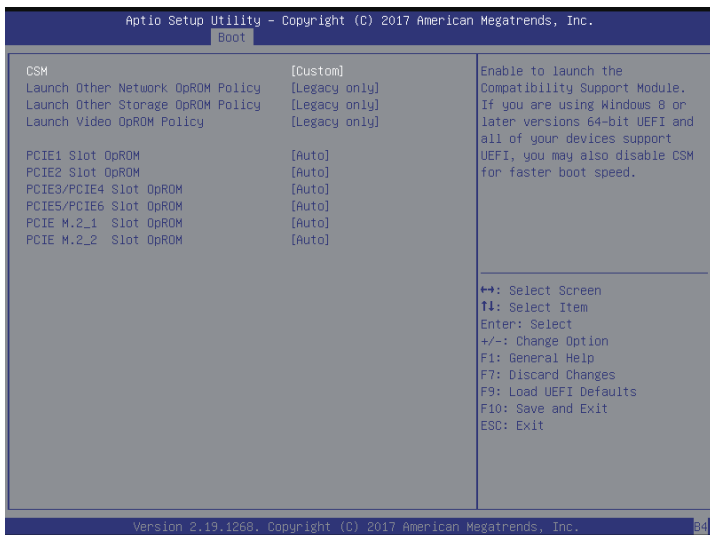 Aptio Setup Utility – Copyright (C) 2017 American Megatrends, Inc.
Boot
CSM [Custom]
Launch Other Network OpROM Policy [Legacy only]
Launch Other Storage OpROM Policy [Legacy only]
Launch Video OpROM Policy [Legacy only]
PCIE1 Slot OpROM [Auto]
PCIE2 Slot OpROM [Auto]
PCIE3/PCIE4 Slot OpROM [Auto]
PCIE5/PCIE6 Slot OpROM [Auto]
PCIE M.2_1 Slot OpROM [Auto]
PCIE M.2_2 Slot OpROM [Auto]
Enable to launch the
Compatibility Support Module.
If you are using Windows 8 or
later versions 64-bit UEFI and
all of your devices support
UEFI, you may also disable CSM
for faster boot speed.
↔: Select Screen
↑↓: Select Item
Enter: Select
+/-: Change Option
F1: General Help
F7: Discard Changes
F9: Load UEFI Defaults
F10: Save and Exit
ESC: Exit
Version 2.19.1268. Copyright (C) 2017 American Megatrends, Inc.
B4